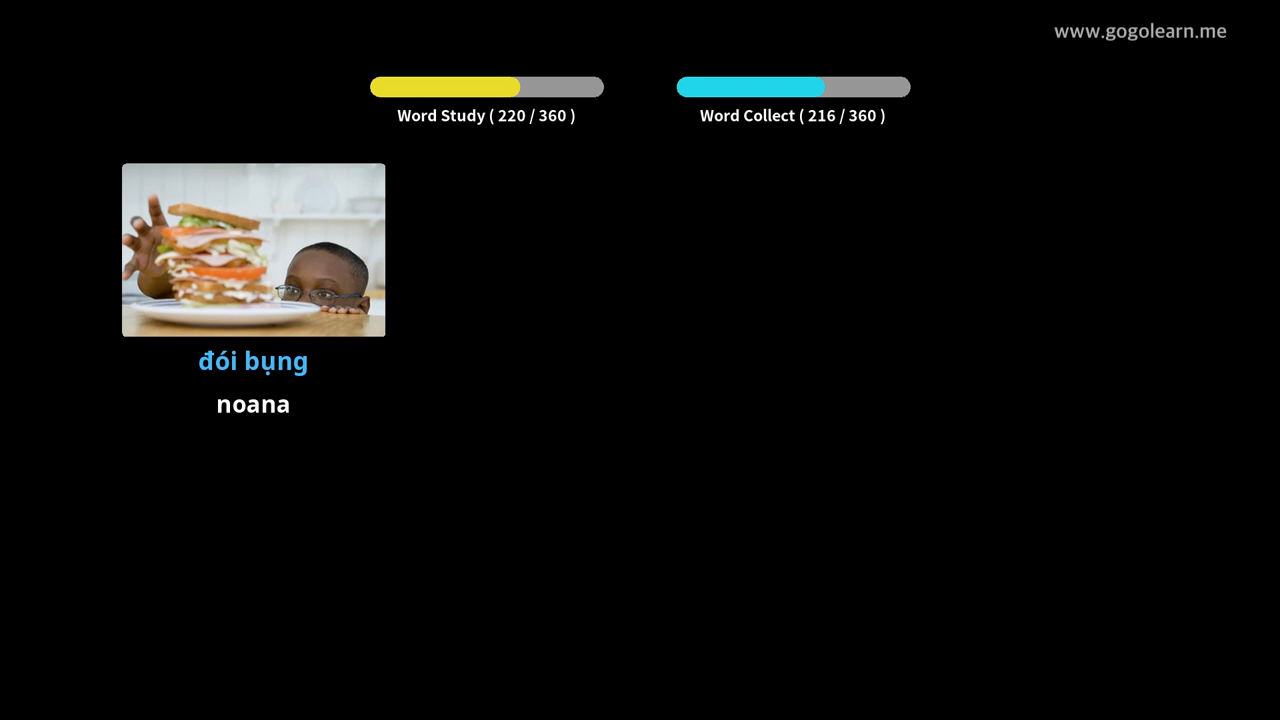 www.gogolearn.me
Word Study ( 220 / 360 )
Word Collect ( 216 / 360 )
đói bụng
noana